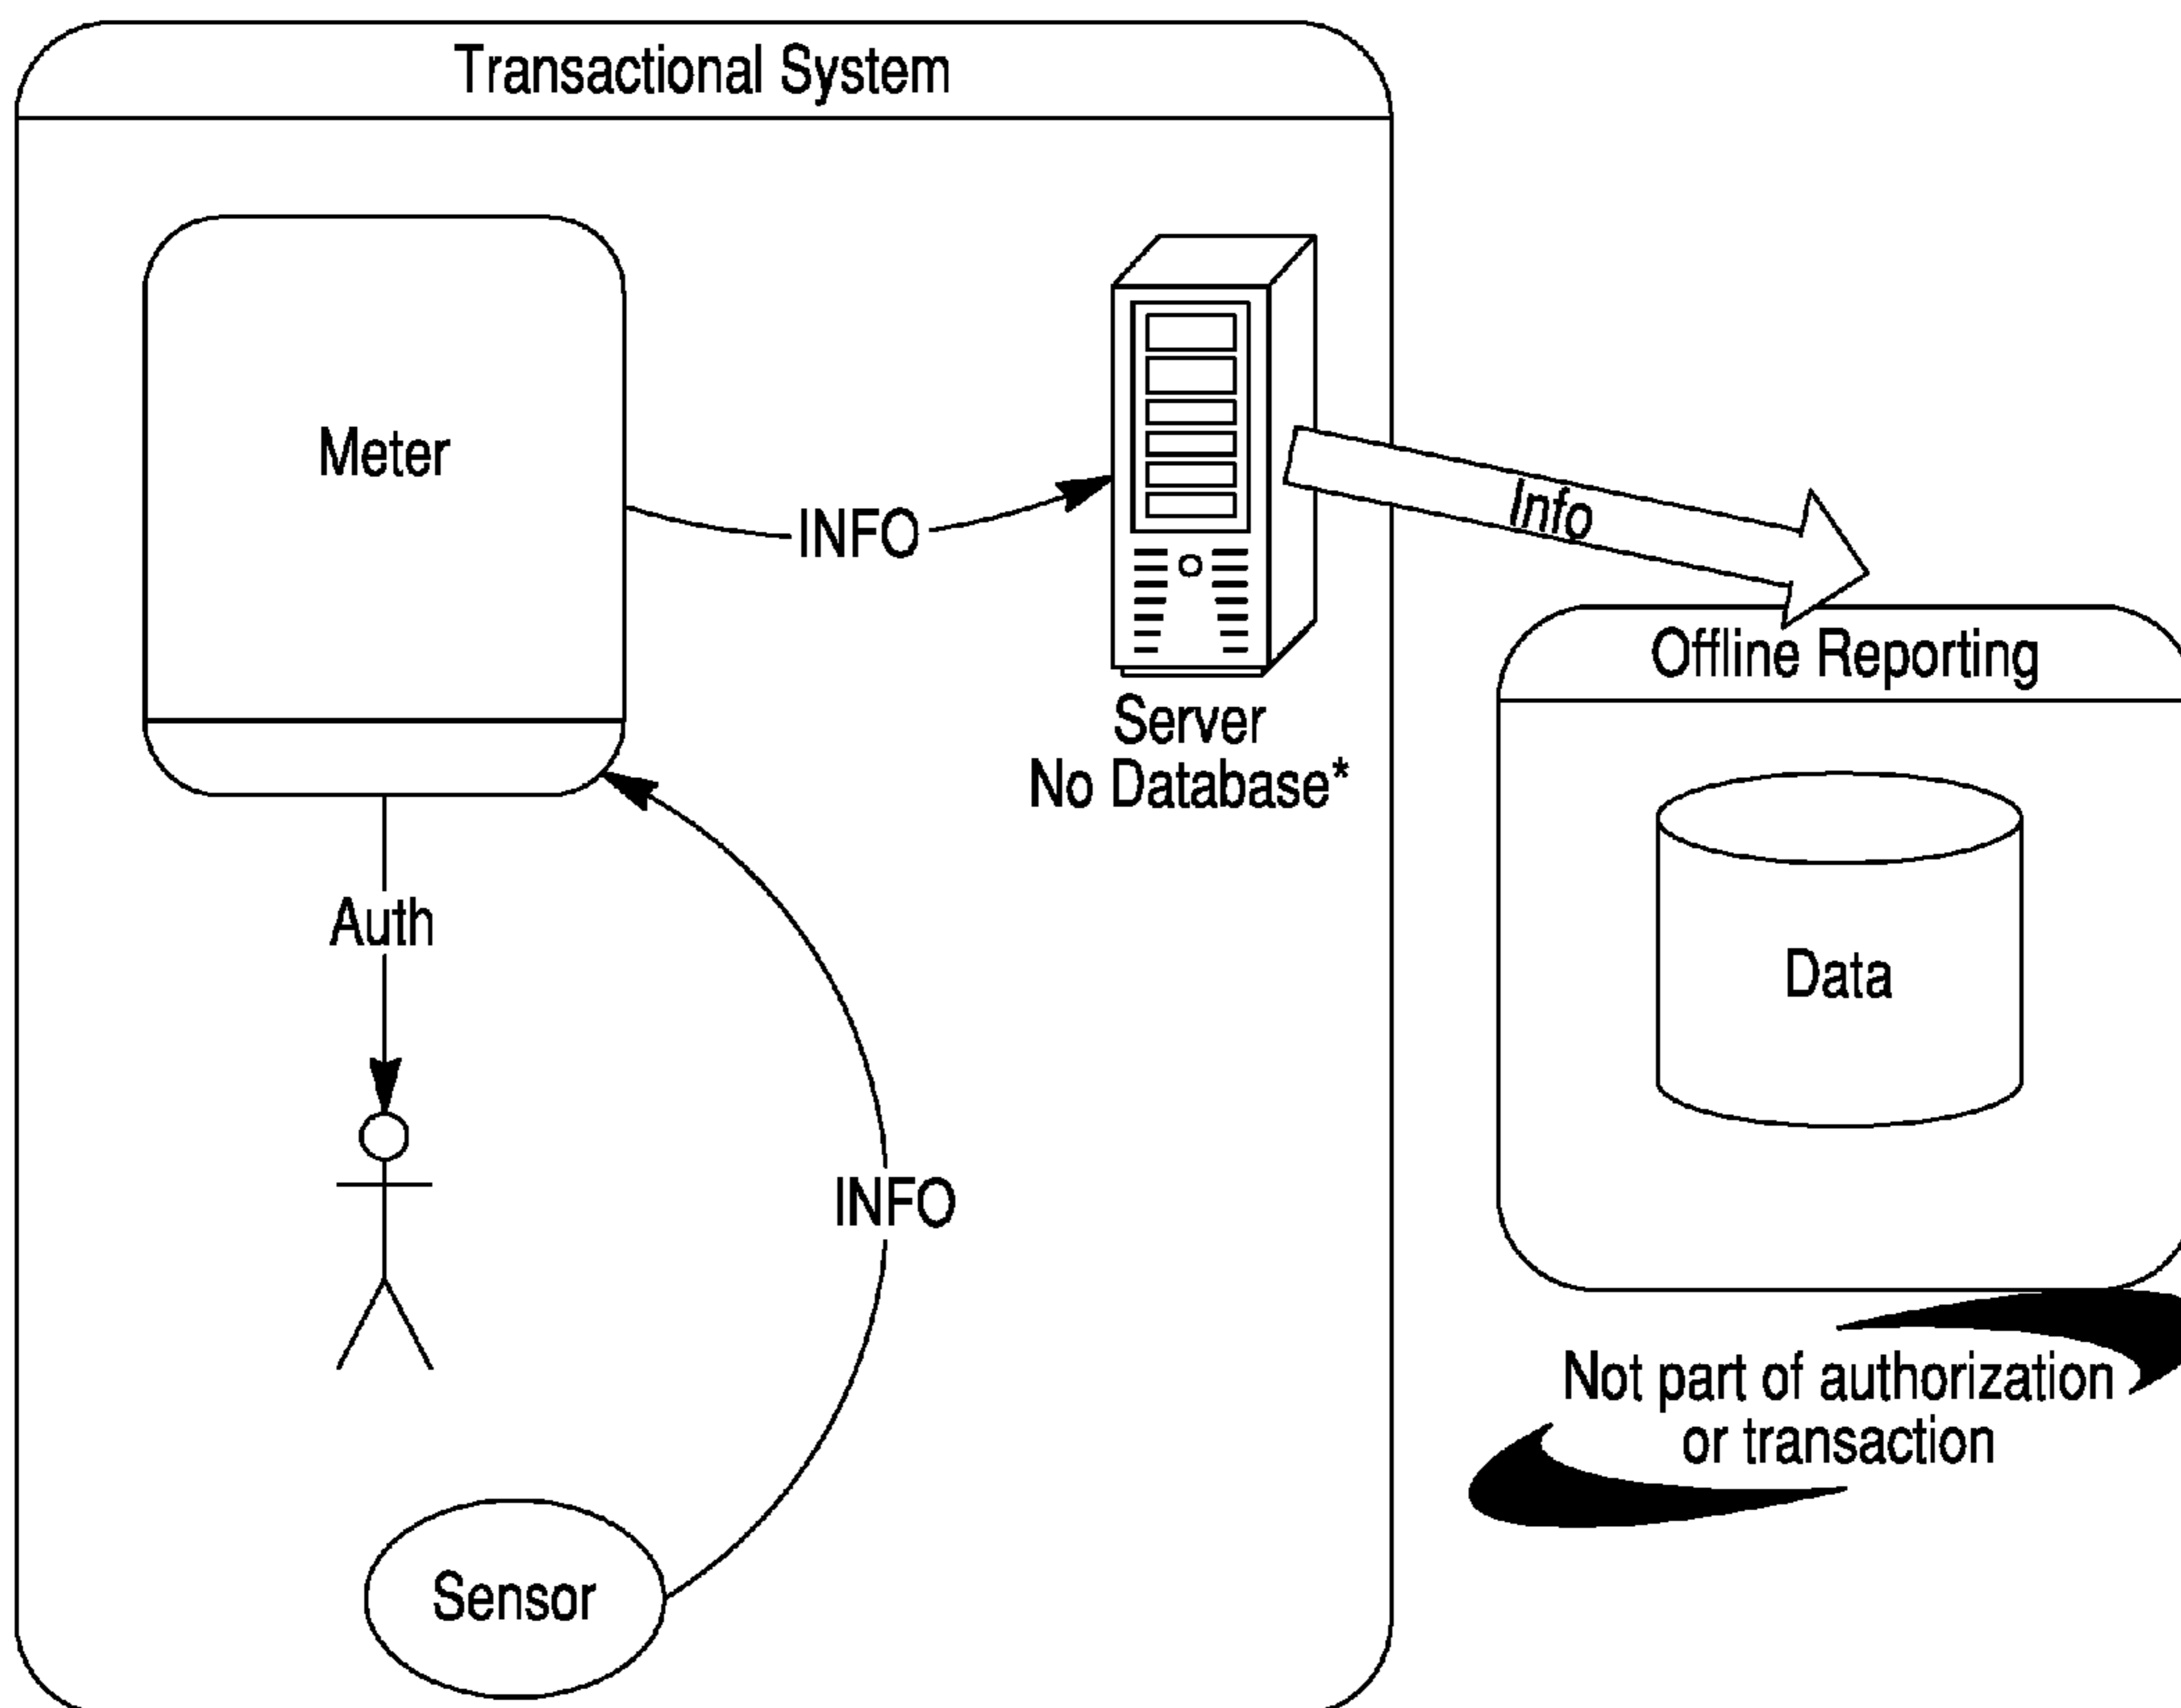 Transactional System
Meter
INFO
Info
Server
No Database*
Offline Reporting
Auth
Data
INFO
Not part of authorization
or transaction
Sensor